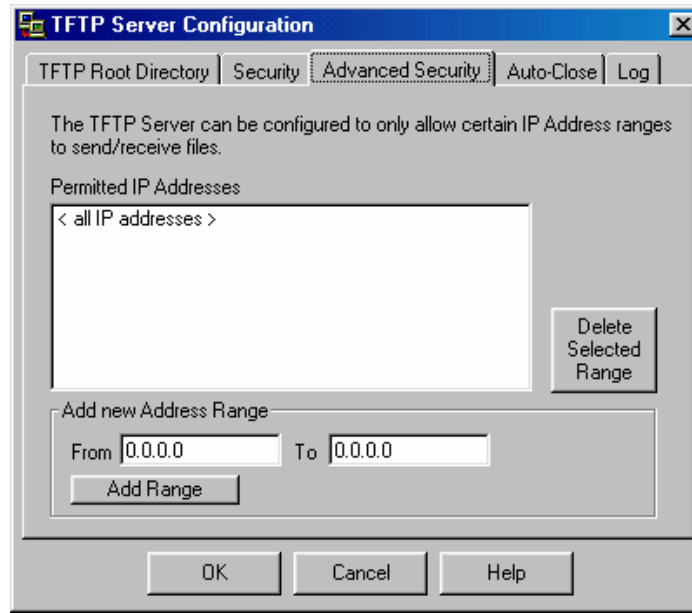 TFTP Server Configuration
TFTP Root Directory Security Advanced Security Auto-Close Log
The TFTP Server can be configured to only allow certain IP Address ranges
to send/receive files.
Permitted IP Addresses
< all IP addresses >
Delete
Selected
Range
Add new Address Range
From 0.0.0.0 To 0.0.0.0
Add Range
OK Cancel Help